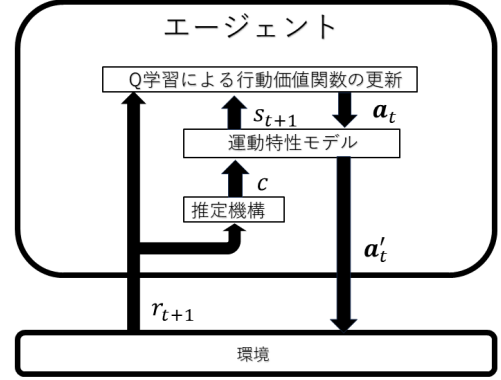 エージェント
Q学習による行動価値関数の更新
s_{t+1}
a_t
運動特性モデル
c
推定機構
a'_t
r_{t+1}
環境